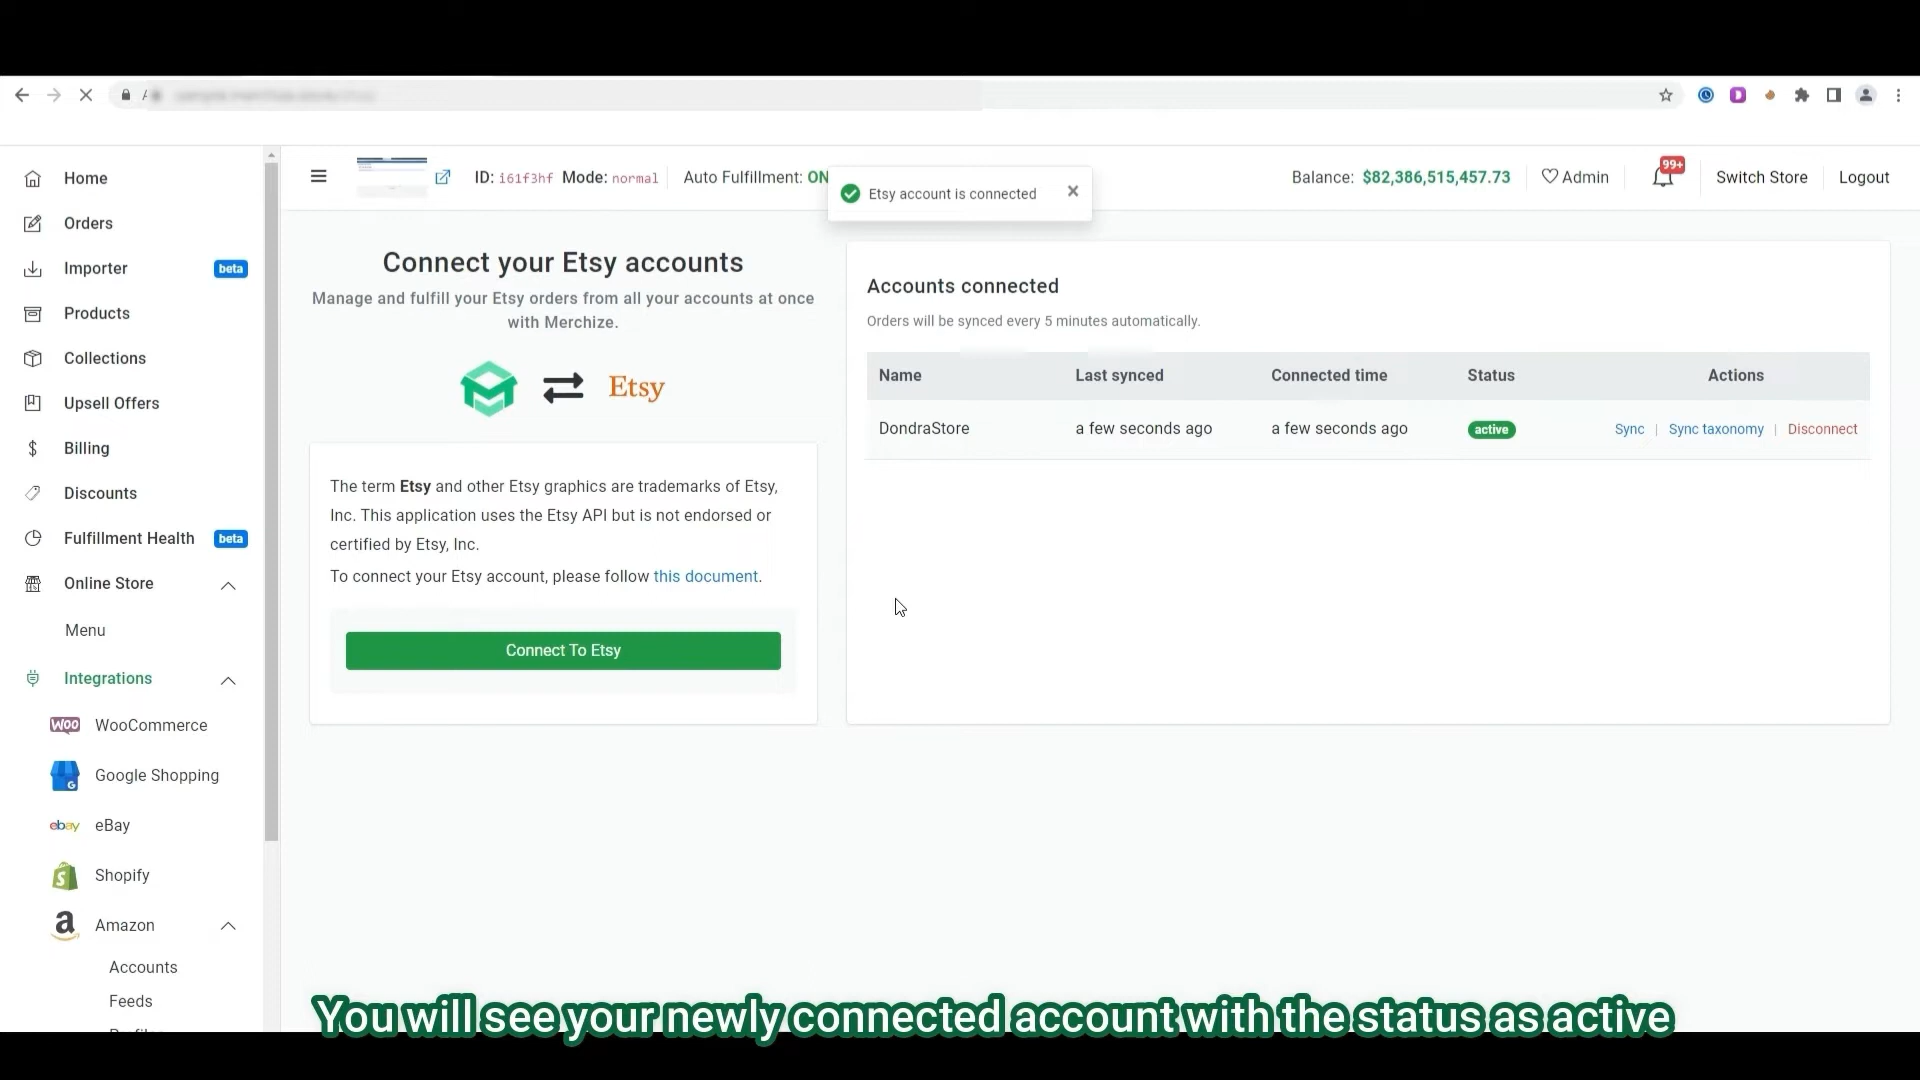 ID: i61f3hf Mode: normal Auto Fulfillment: ON
Etsy account is connected
Balance: $82,386,515,457.73 Admin 99+ Switch Store Logout
Home
Orders
Importer beta
Products
Collections
Upsell Offers
$ Billing
Discounts
Fulfillment Health beta
Online Store
Menu
Integrations
WOO WooCommerce
G Google Shopping
ebay eBay
S Shopify
a Amazon
Accounts
Feeds
Connect your Etsy accounts
Manage and fulfill your Etsy orders from all your accounts at once
with Merchize.
Etsy
The term Etsy and other Etsy graphics are trademarks of Etsy,
Inc. This application uses the Etsy API but is not endorsed or
certified by Etsy, Inc.
To connect your Etsy account, please follow this document.
Connect To Etsy
Accounts connected
Orders will be synced every 5 minutes automatically.
Name Last synced Connected time Status Actions
DondraStore a few seconds ago a few seconds ago active Sync | Sync taxonomy | Disconnect
You will see your newly connected account with the status as active